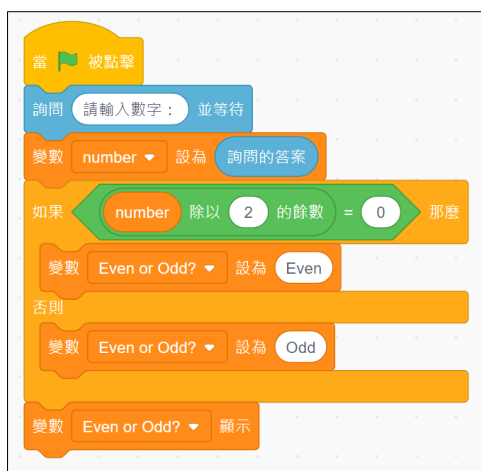 當 被點擊
詢問 請輸入數字： 並等待
變數 number 設為 詢問的答案
如果 number 除以 2 的餘數 = 0 那麼
變數 Even or Odd? 設為 Even
否則
變數 Even or Odd? 設為 Odd
變數 Even or Odd? 顯示